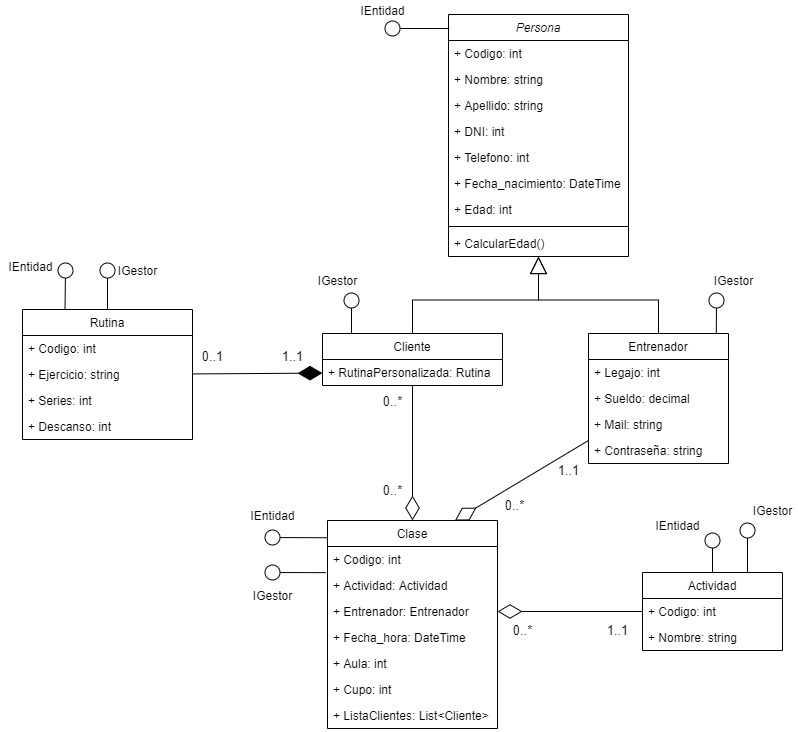 IEntidad
Persona
+ Codigo: int
+ Nombre: string
+ Apellido: string
+ DNI: int
+ Telefono: int
+ Fecha_nacimiento: DateTime
+ Edad: int
+ CalcularEdad()
IEntidad
IGestor
Rutina
+ Codigo: int
+ Ejercicio: string
+ Series: int
+ Descanso: int
0..1
1..1
IGestor
Cliente
+ RutinaPersonalizada: Rutina
0..*
0..*
IGestor
Entrenador
+ Legajo: int
+ Sueldo: decimal
+ Mail: string
+ Contraseña: string
1..1
0..*
IEntidad
IGestor
Clase
+ Codigo: int
+ Actividad: Actividad
+ Entrenador: Entrenador
+ Fecha_hora: DateTime
+ Aula: int
+ Cupo: int
+ ListaClientes: List<Cliente>
0..*
1..1
IEntidad
IGestor
Actividad
+ Codigo: int
+ Nombre: string